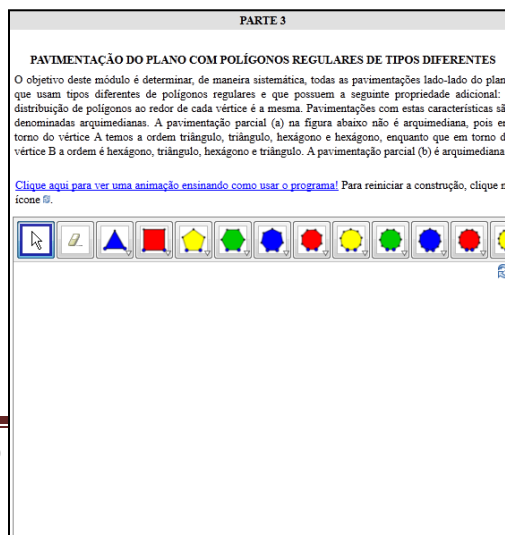 PARTE 3
PAVIMENTAÇÃO DO PLANO COM POLÍGONOS REGULARES DE TIPOS DIFERENTES
O objetivo deste módulo é determinar, de maneira sistemática, todas as pavimentações lado-lado do plan
que usam tipos diferentes de polígonos regulares e que possuem a seguinte propriedade adicional:
distribuição de polígonos ao redor de cada vértice é a mesma. Pavimentações com estas características sã
denominadas arquimedianas. A pavimentação parcial (a) na figura abaixo não é arquimediana, pois e
torno do vértice A temos a ordem triângulo, triângulo, hexágono e hexágono, enquanto que em torno d
vértice B a ordem é hexágono, triângulo, hexágono e triângulo. A pavimentação parcial (b) é arquimediana
Clique aqui para ver uma animação ensinando como usar o programa! Para reiniciar a construção, clique n
ícone